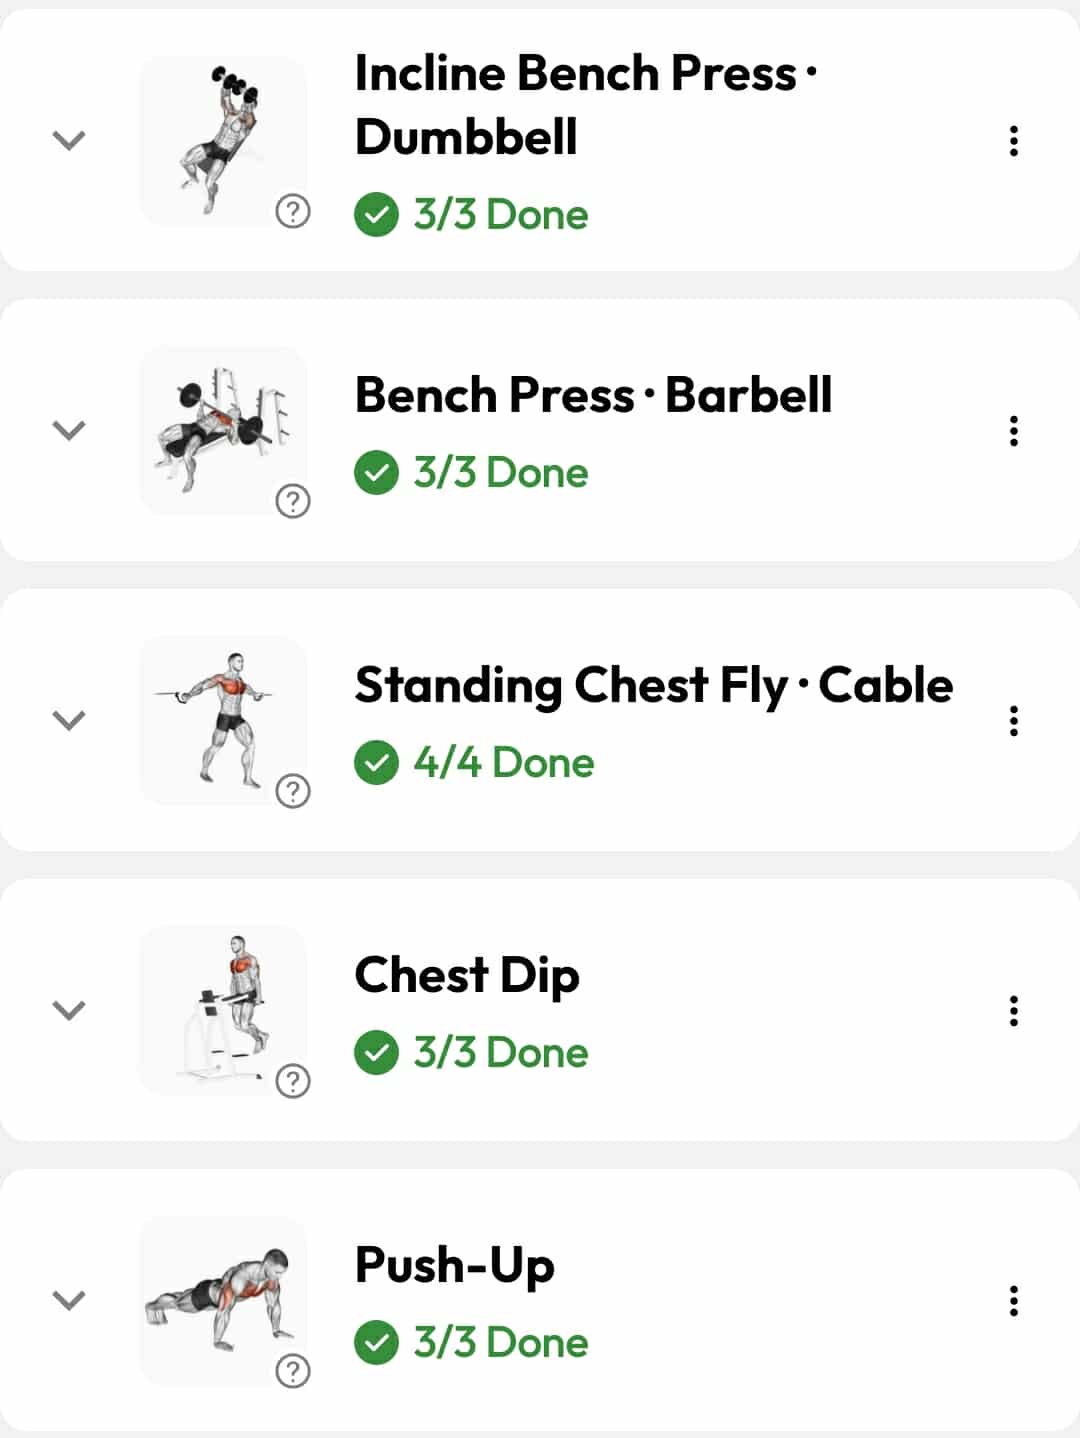 Incline Bench Press ·
Dumbbell
3/3 Done
?
Bench Press · Barbell
3/3 Done
?
Standing Chest Fly · Cable
4/4 Done
?
Chest Dip
3/3 Done
?
Push-Up
3/3 Done
?